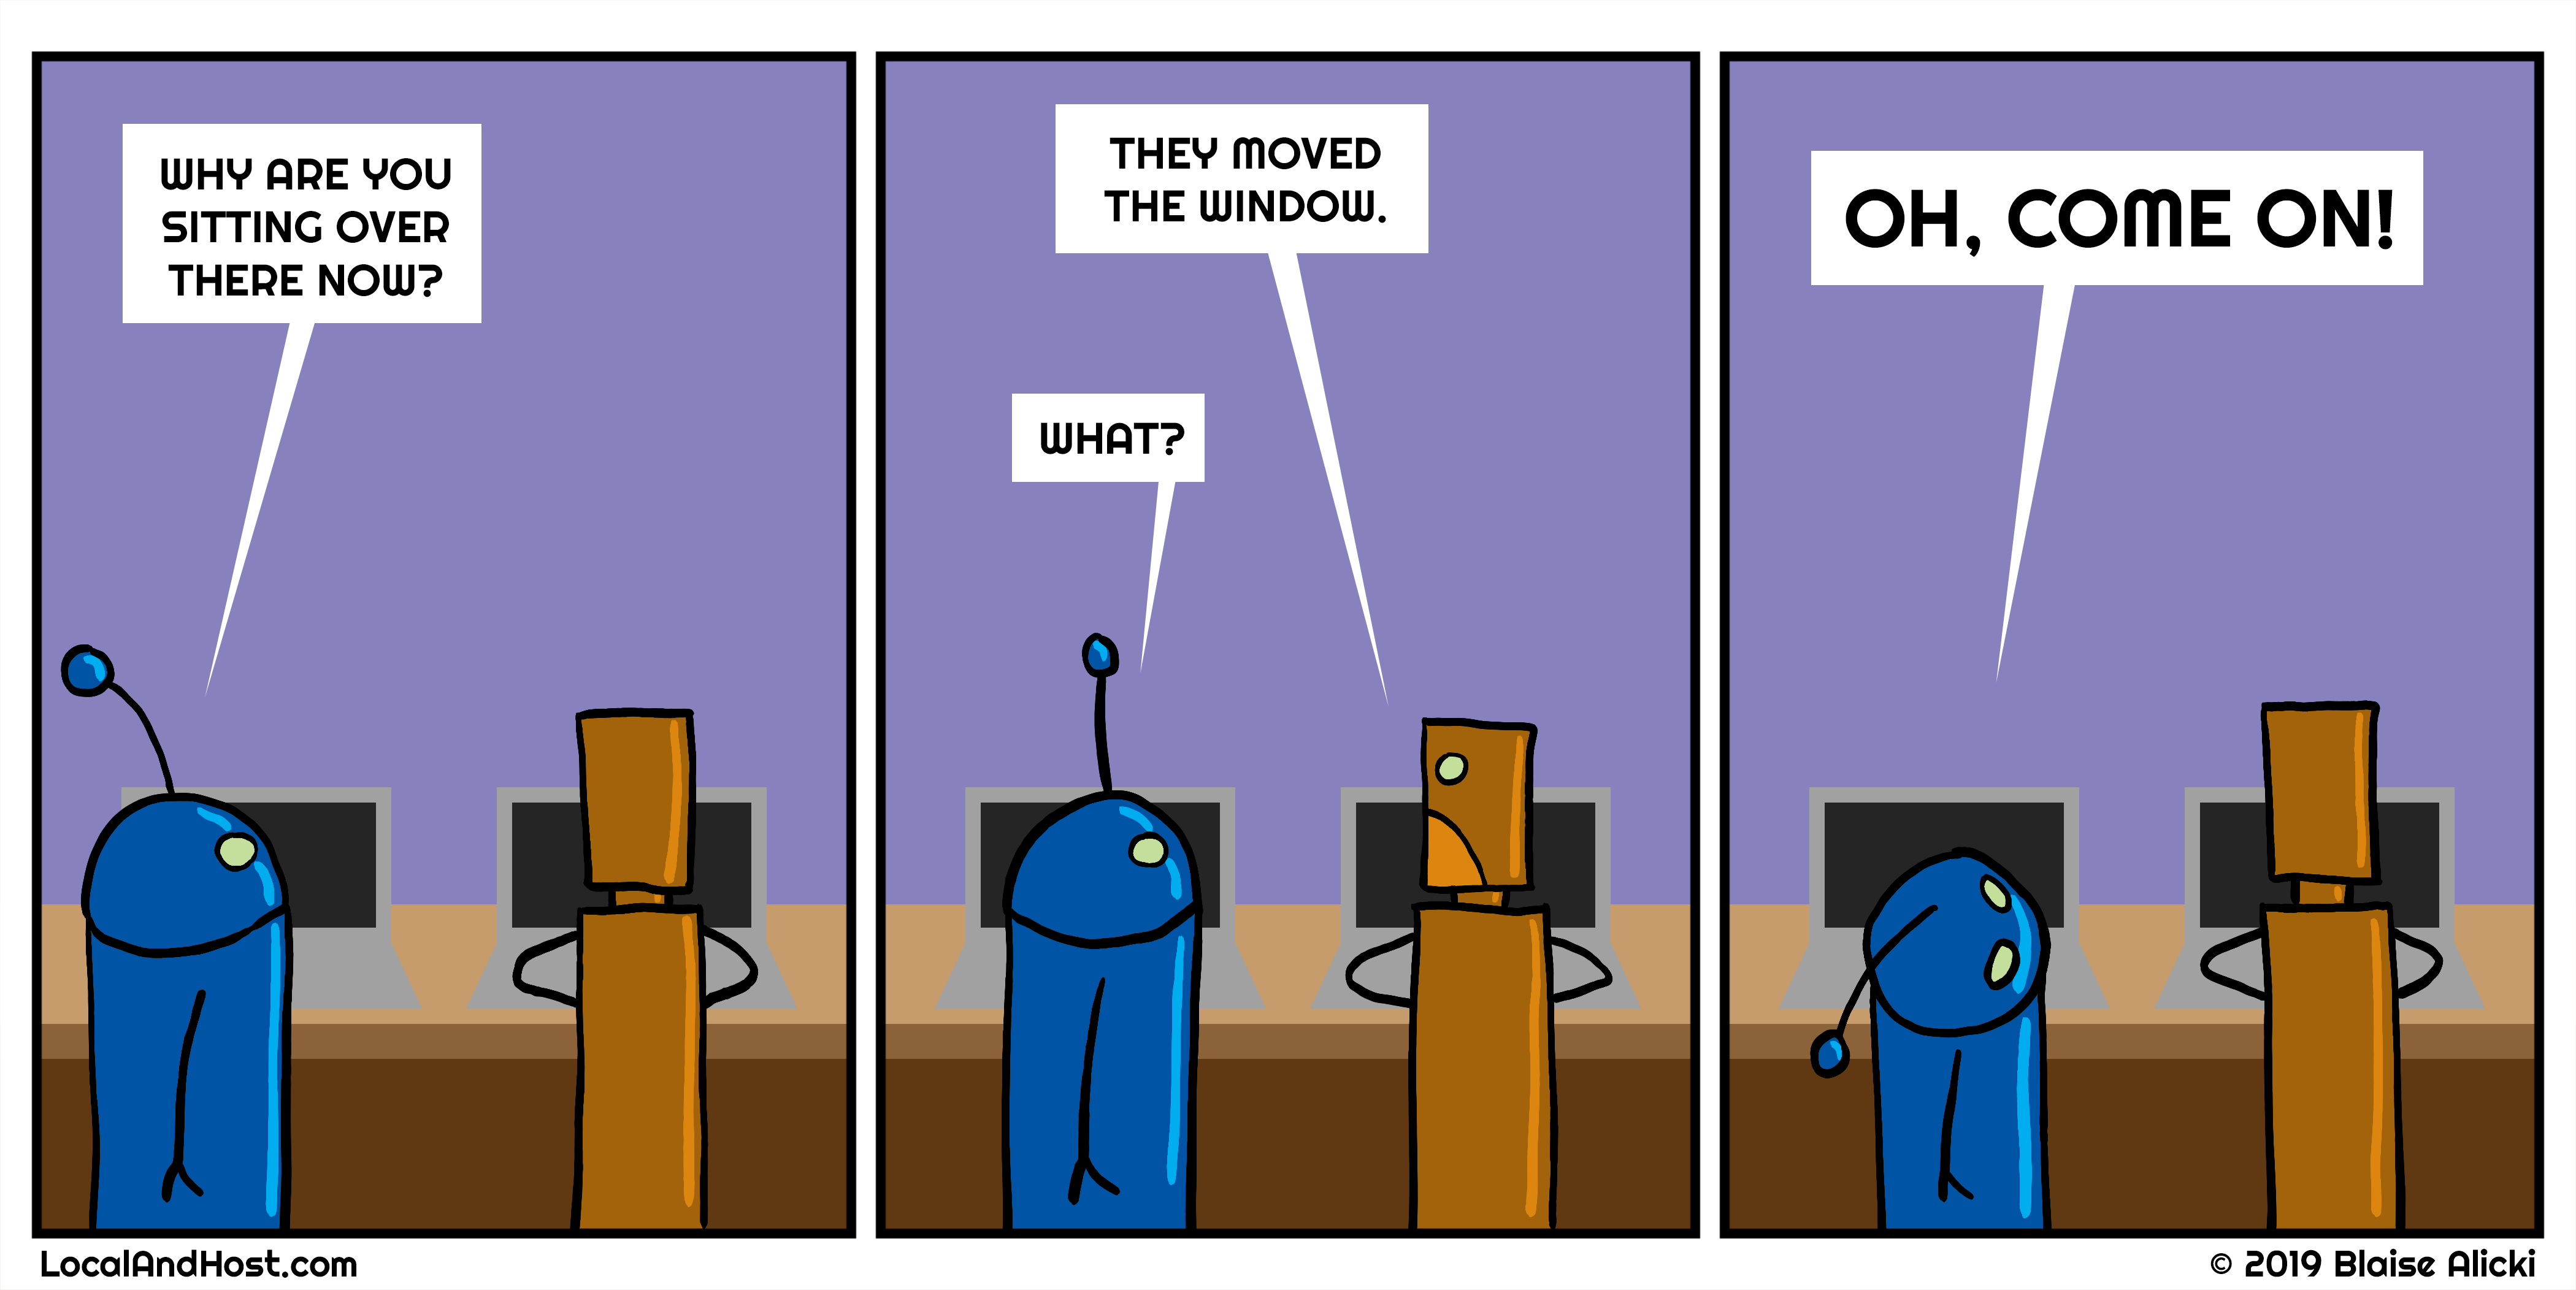 WHY ARE YOU
SITTING OVER
THERE NOW?
THEY MOVED
THE WINDOW.
WHAT?
OH, COME ON!
LocalAndHost.com
© 2019 Blaise Alicki